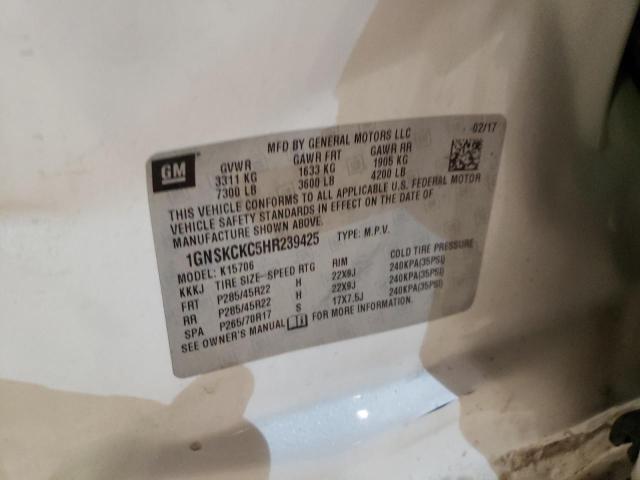 GM
MFD BY GENERAL MOTORS LLC
02/17
GVWR GAWR FRT GAWR RR
3311 KG 1633 KG 1905 KG
7300 LB 3600 LB 4200 LB
THIS VEHICLE CONFORMS TO ALL APPLICABLE U.S. FEDERAL MOTOR
VEHICLE SAFETY STANDARDS IN EFFECT ON THE DATE OF
MANUFACTURE SHOWN ABOVE.
1GNSKCKC5HR239425 TYPE: M.P.V.
MODEL: K15706
KKKJ TIRE SIZE-SPEED RTG RIM COLD TIRE PRESSURE
FRT P285/45R22 H 22X9J 240KPA(35PSI)
RR P285/45R22 H 22X9J 240KPA(35PSI)
SPA P265/70R17 S 17X7.5J 240KPA(35PSI)
SEE OWNER'S MANUAL FOR MORE INFORMATION.